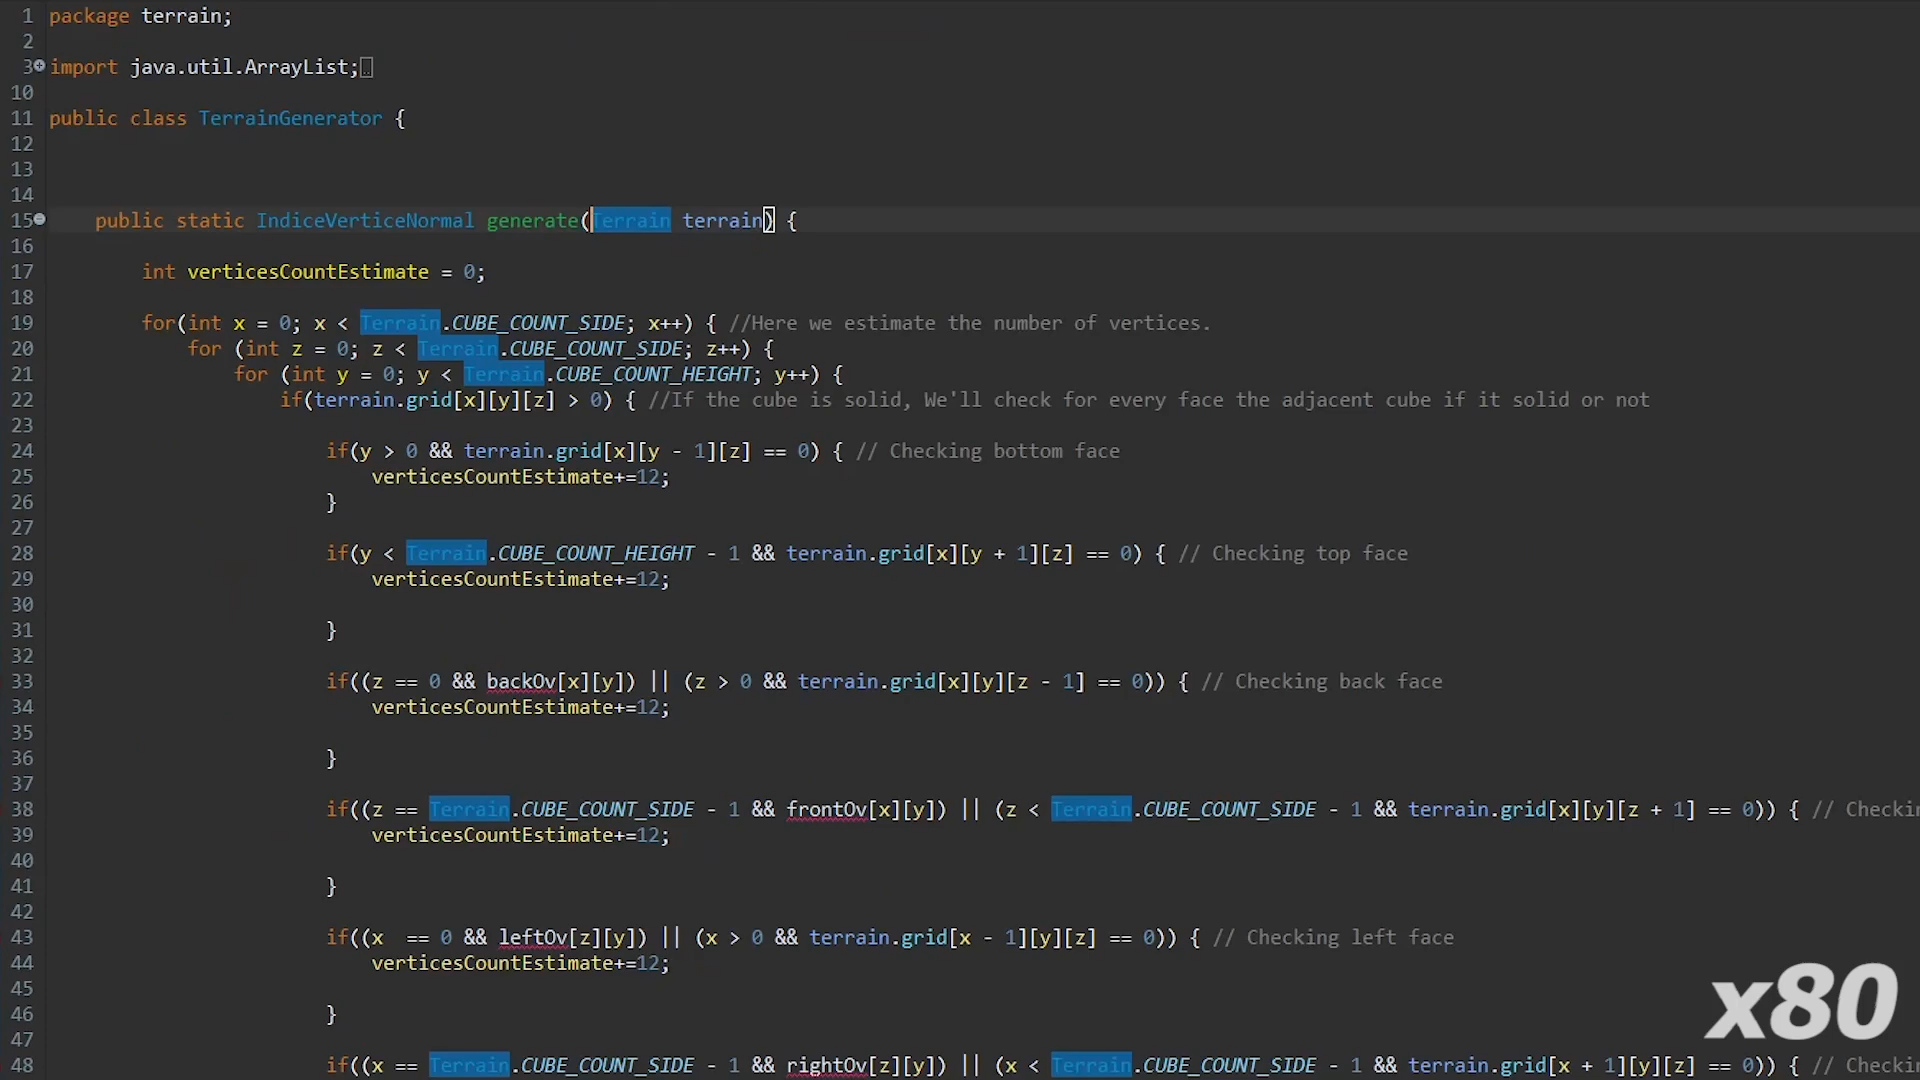 1 package terrain;
2
3 import java.util.ArrayList;
10
11 public class TerrainGenerator {
12
13
14
15 public static IndiceVerticeNormal generate(Terrain terrain) {
16
17 int verticesCountEstimate = 0;
18
19 for(int x = 0; x < Terrain.CUBE_COUNT_SIDE; x++) { //Here we estimate the number of vertices.
20 for (int z = 0; z < Terrain.CUBE_COUNT_SIDE; z++) {
21 for (int y = 0; y < Terrain.CUBE_COUNT_HEIGHT; y++) {
22 if(terrain.grid[x][y][z] > 0) { //If the cube is solid, We'll check for every face the adjacent cube if it solid or not
23
24 if(y > 0 && terrain.grid[x][y - 1][z] == 0) { // Checking bottom face
25 verticesCountEstimate+=12;
26 }
27
28 if(y < Terrain.CUBE_COUNT_HEIGHT - 1 && terrain.grid[x][y + 1][z] == 0) { // Checking top face
29 verticesCountEstimate+=12;
30
31 }
32
33 if((z == 0 && backOv[x][y]) || (z > 0 && terrain.grid[x][y][z - 1] == 0)) { // Checking back face
34 verticesCountEstimate+=12;
35
36 }
37
38 if((z == Terrain.CUBE_COUNT_SIDE - 1 && frontOv[x][y]) || (z < Terrain.CUBE_COUNT_SIDE - 1 && terrain.grid[x][y][z + 1] == 0)) { // Checkin
39 verticesCountEstimate+=12;
40
41 }
42
43 if((x  == 0 && leftOv[z][y]) || (x > 0 && terrain.grid[x - 1][y][z] == 0)) { // Checking left face
44 verticesCountEstimate+=12;
45
46 }
47
48 if((x == Terrain.CUBE_COUNT_SIDE - 1 && rightOv[z][y]) || (x < Terrain.CUBE_COUNT_SIDE - 1 && terrain.grid[x + 1][y][z] == 0)) { // Checkin
x80